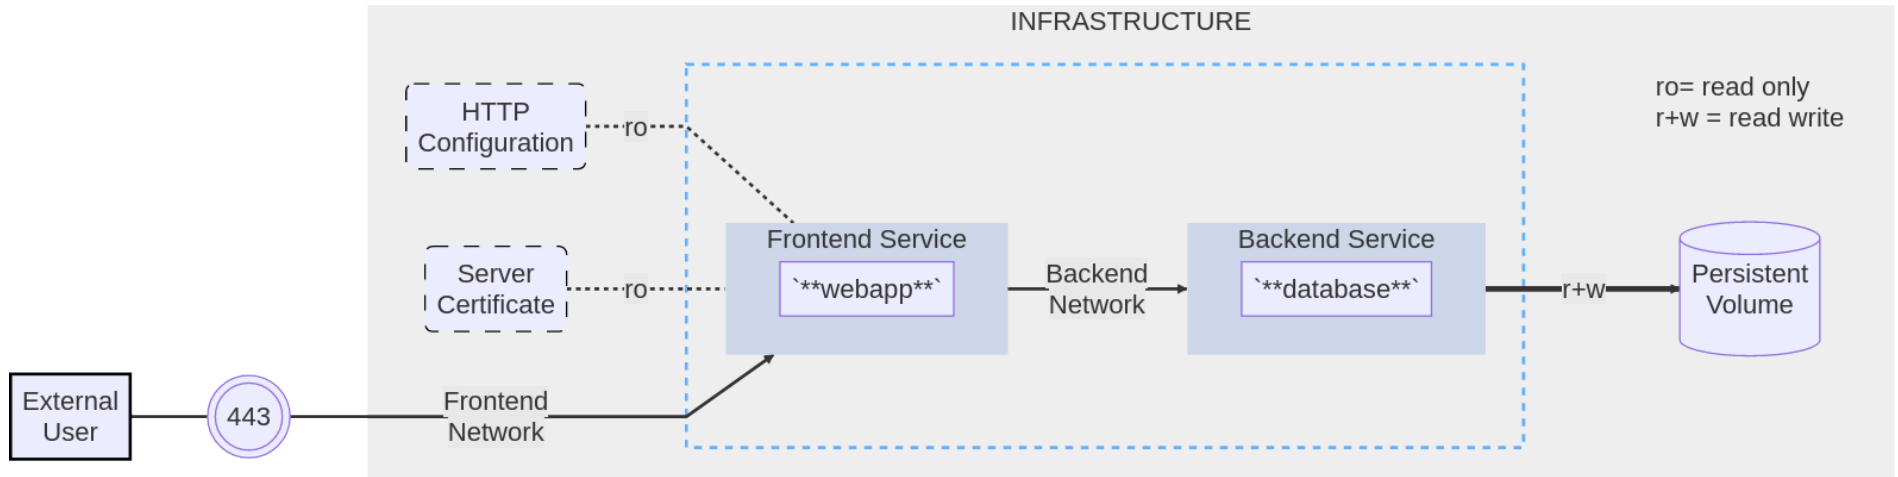 INFRASTRUCTURE
ro= read only
r+w = read write
HTTP
Configuration
ro
Server
Certificate
ro
Frontend Service
`**webapp**`
Backend
Network
Backend Service
`**database**`
r+w
Persistent
Volume
External
User
443
Frontend
Network